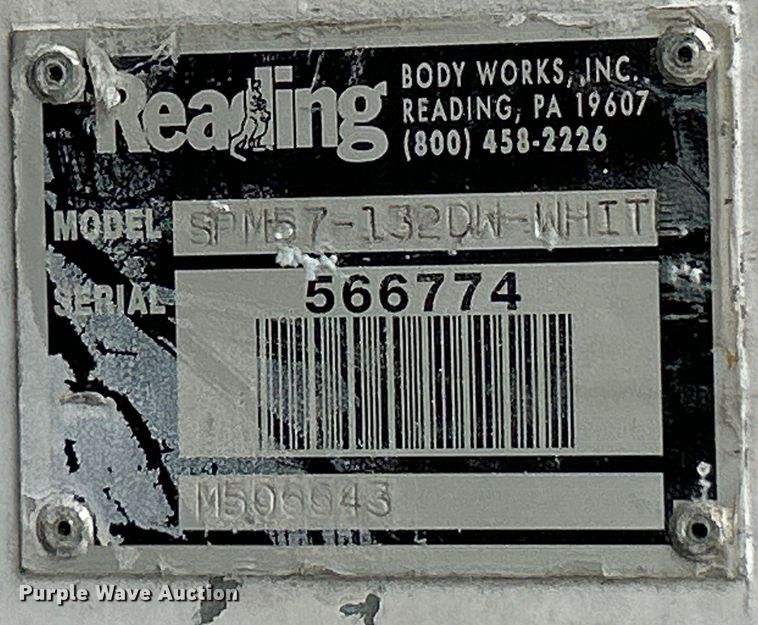 Reading
BODY WORKS, INC.
READING, PA 19607
(800) 458-2226
MODEL SPM57-132DW-WHIT
SERIAL 566774
M506643
Purple Wave Auction